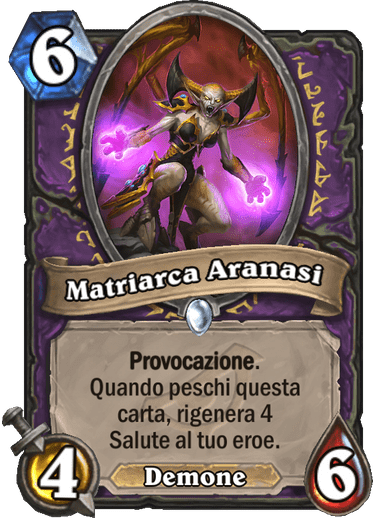 6
Matriarca Aranasi
Provocazione.
Quando peschi questa
carta, rigenera 4
Salute al tuo eroe.
4
Demone
6